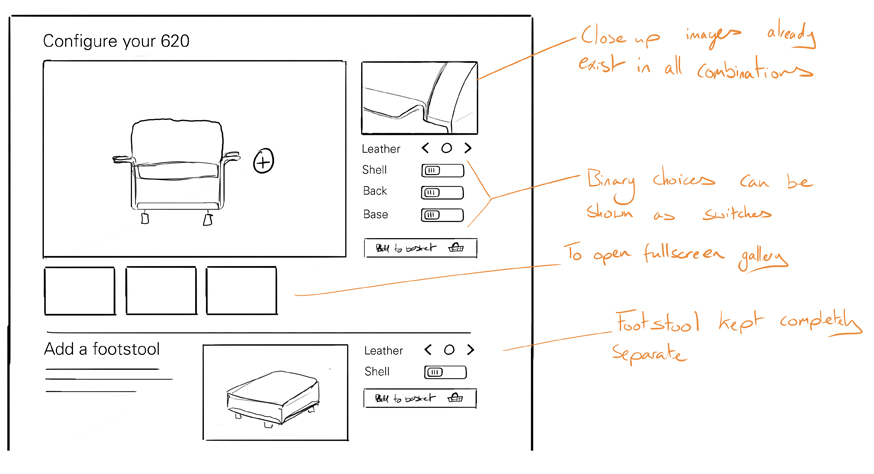 Configure your 620
Close up images already
exist in all combinations
Leather
Shell
Back
Base
Binary choices can be
shown as switches
Add to basket
To open fullscreen gallery
Add a footstool
Leather
Shell
Add to basket
Footstool kept completely
separate